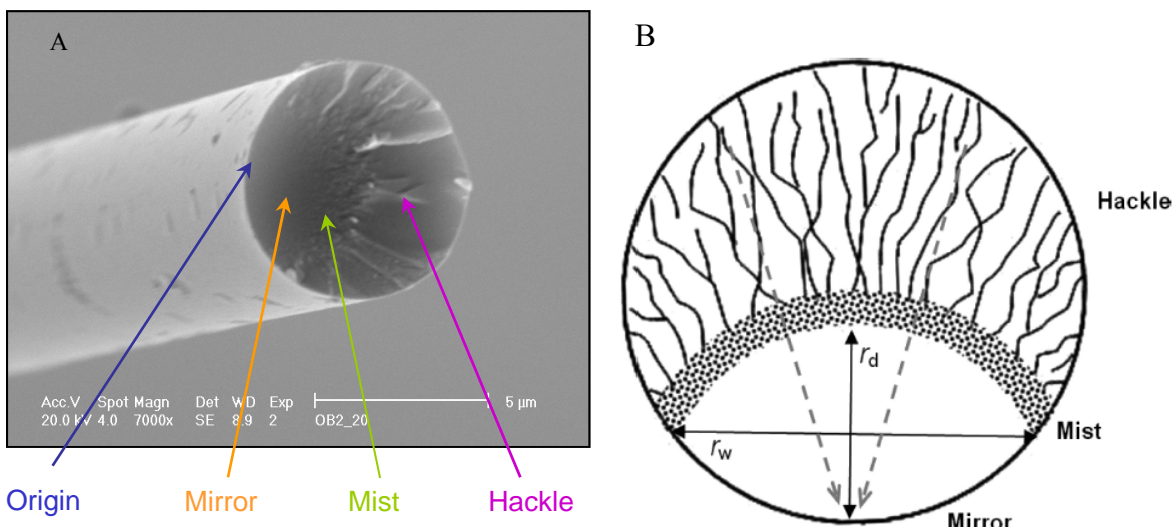 A
Acc.V Spot Magn Det WD Exp
20.0 kV 4.0 7000x SE 8.9 2 OB2_20
5 µm
Origin Mirror Mist Hackle
B
Hackle
r_d
r_w
Mist
Mirror